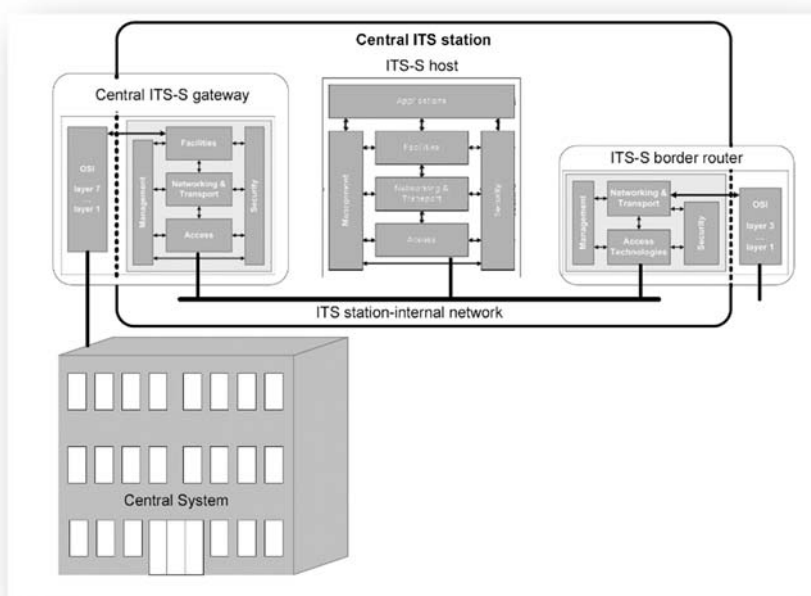 Central ITS station
ITS-S host
Central ITS-S gateway
ITS-S border router
OSI
layer 7
...
layer 1
Facilities
Networking &
Transport
Access
Management
Security
Applications
Facilities
Networking &
Transport
Access
Management
Security
Networking &
Transport
Access
Technologies
Management
Security
OSI
layer 3
...
layer 1
ITS station-internal network
Central System